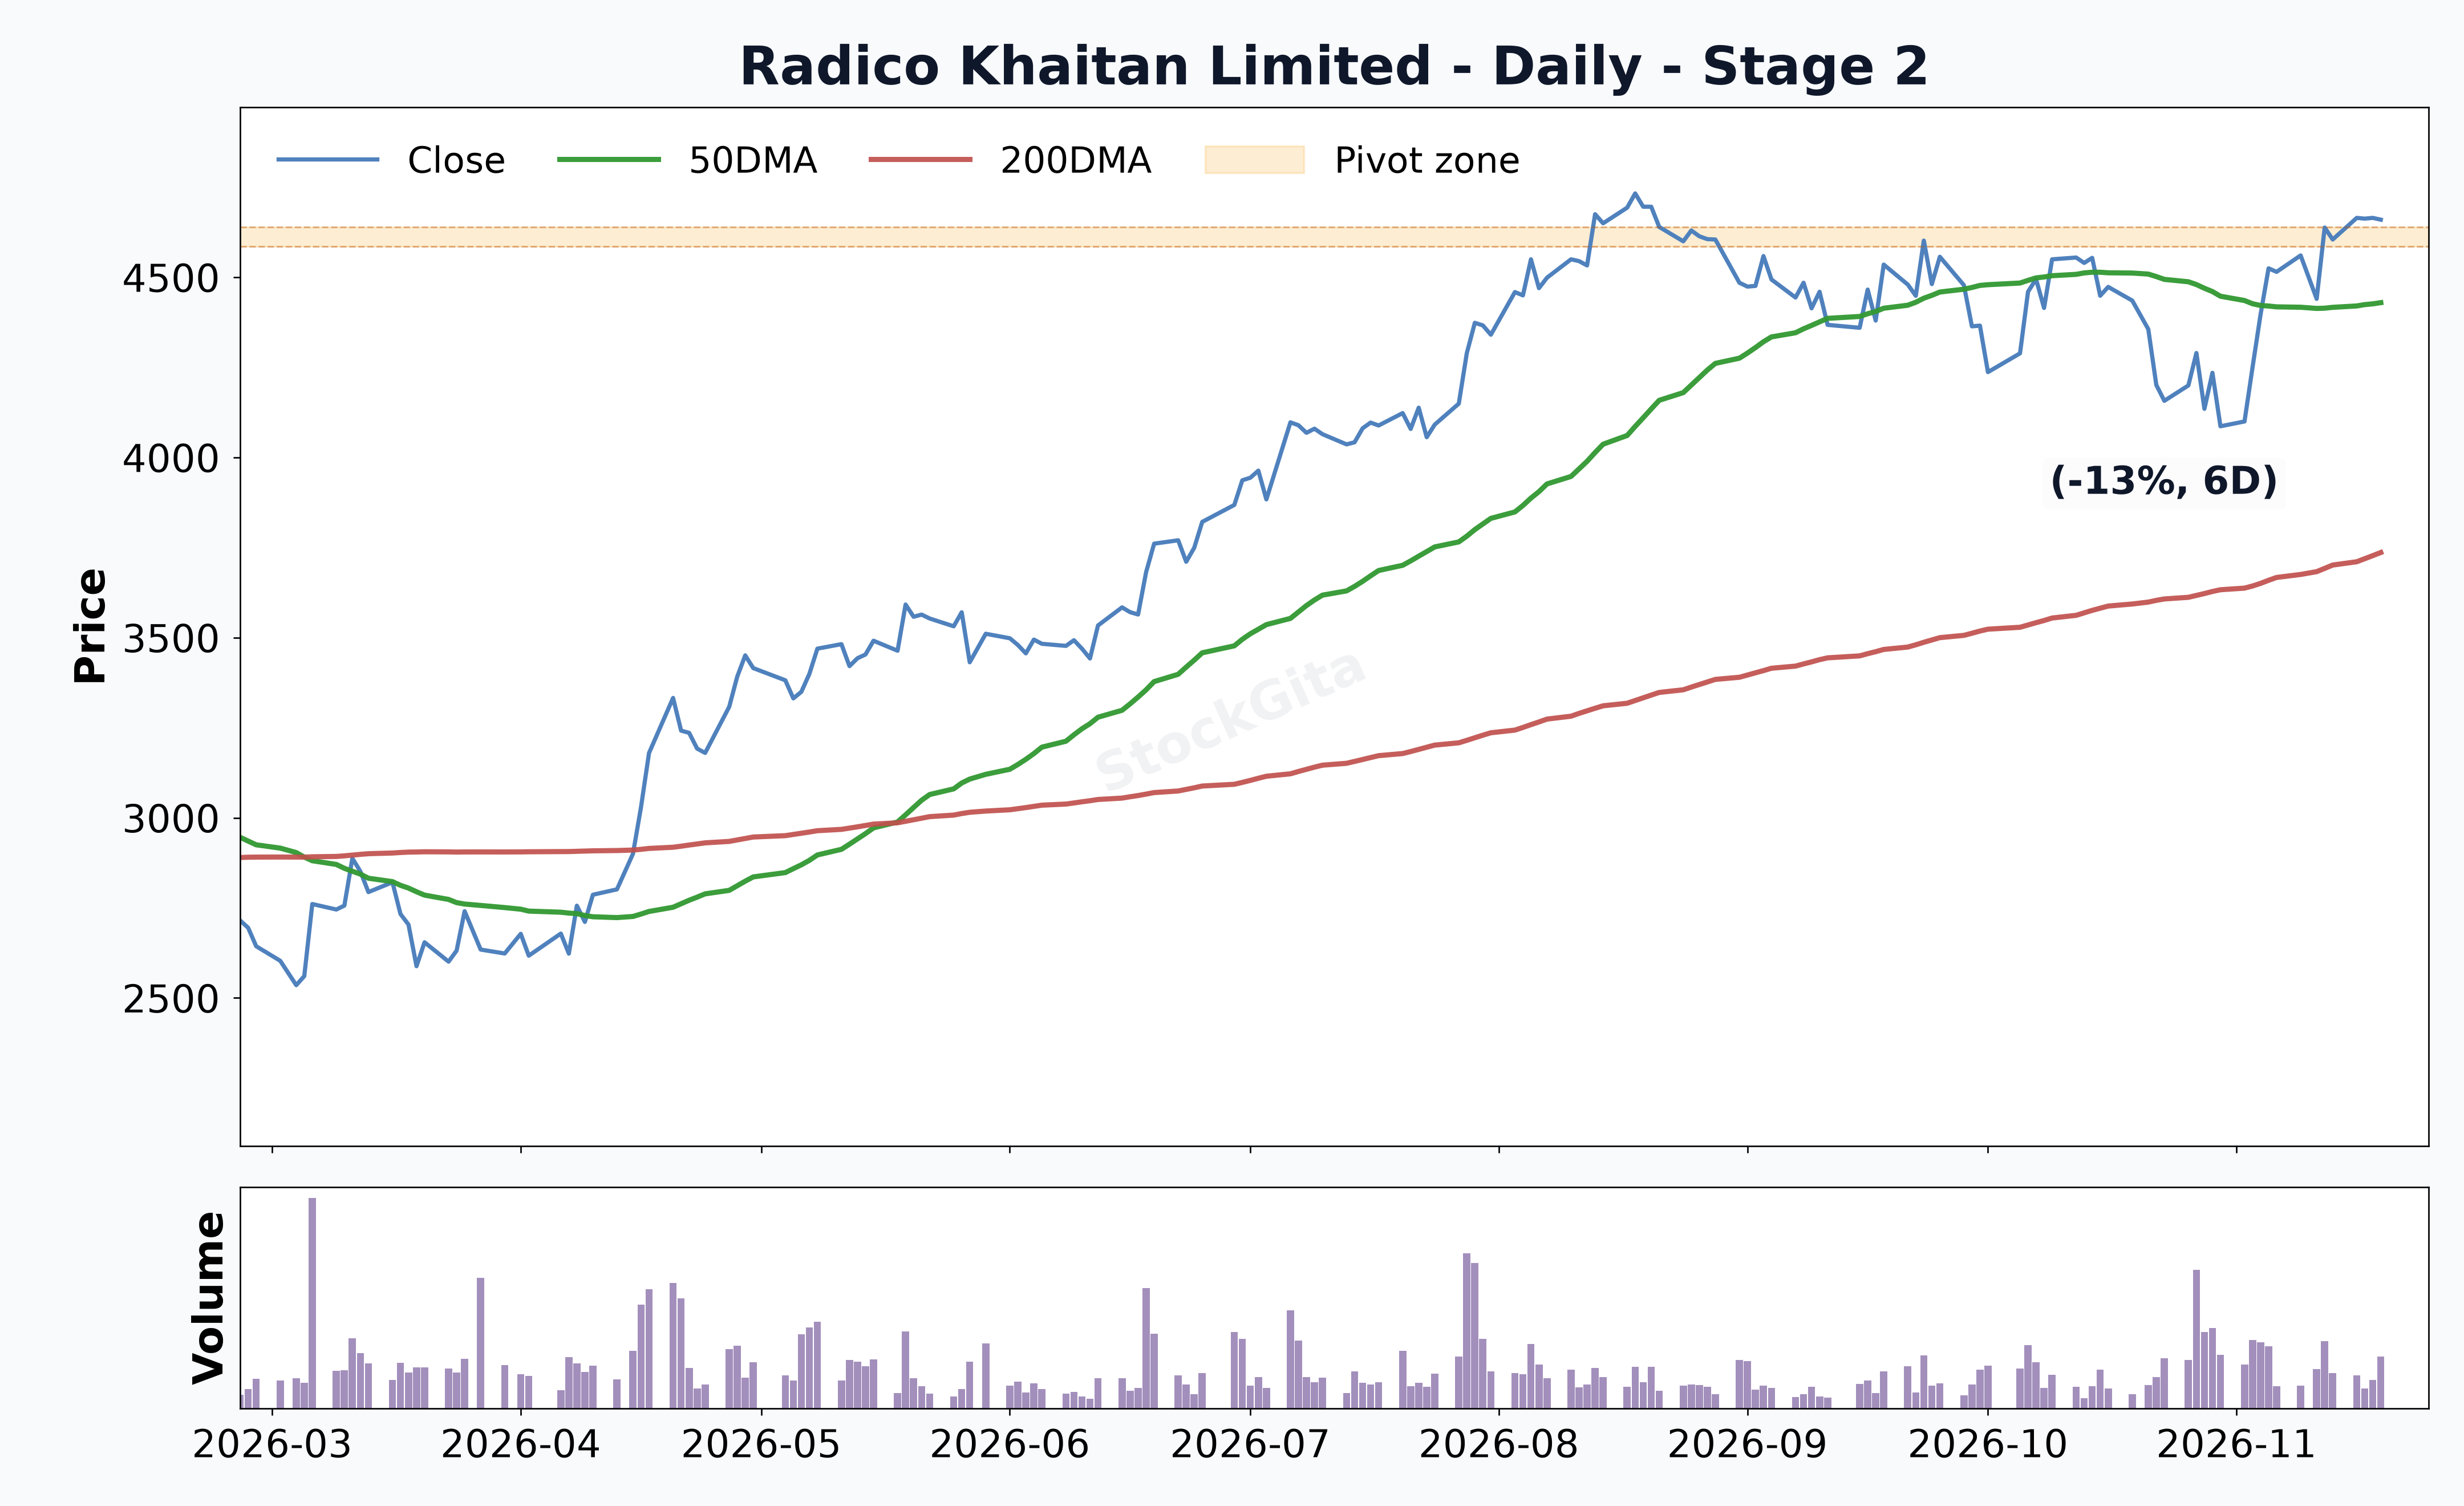 Radico Khaitan Limited - Daily - Stage 2
Close 50DMA 200DMA Pivot zone
4500
4000
3500
3000
2500
Price
(-13%, 6D)
StockGita
Volume
2026-03 2026-04 2026-05 2026-06 2026-07 2026-08 2026-09 2026-10 2026-11